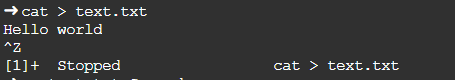 ➜cat > text.txt
Hello world
^Z
[1]+  Stopped                 cat > text.txt